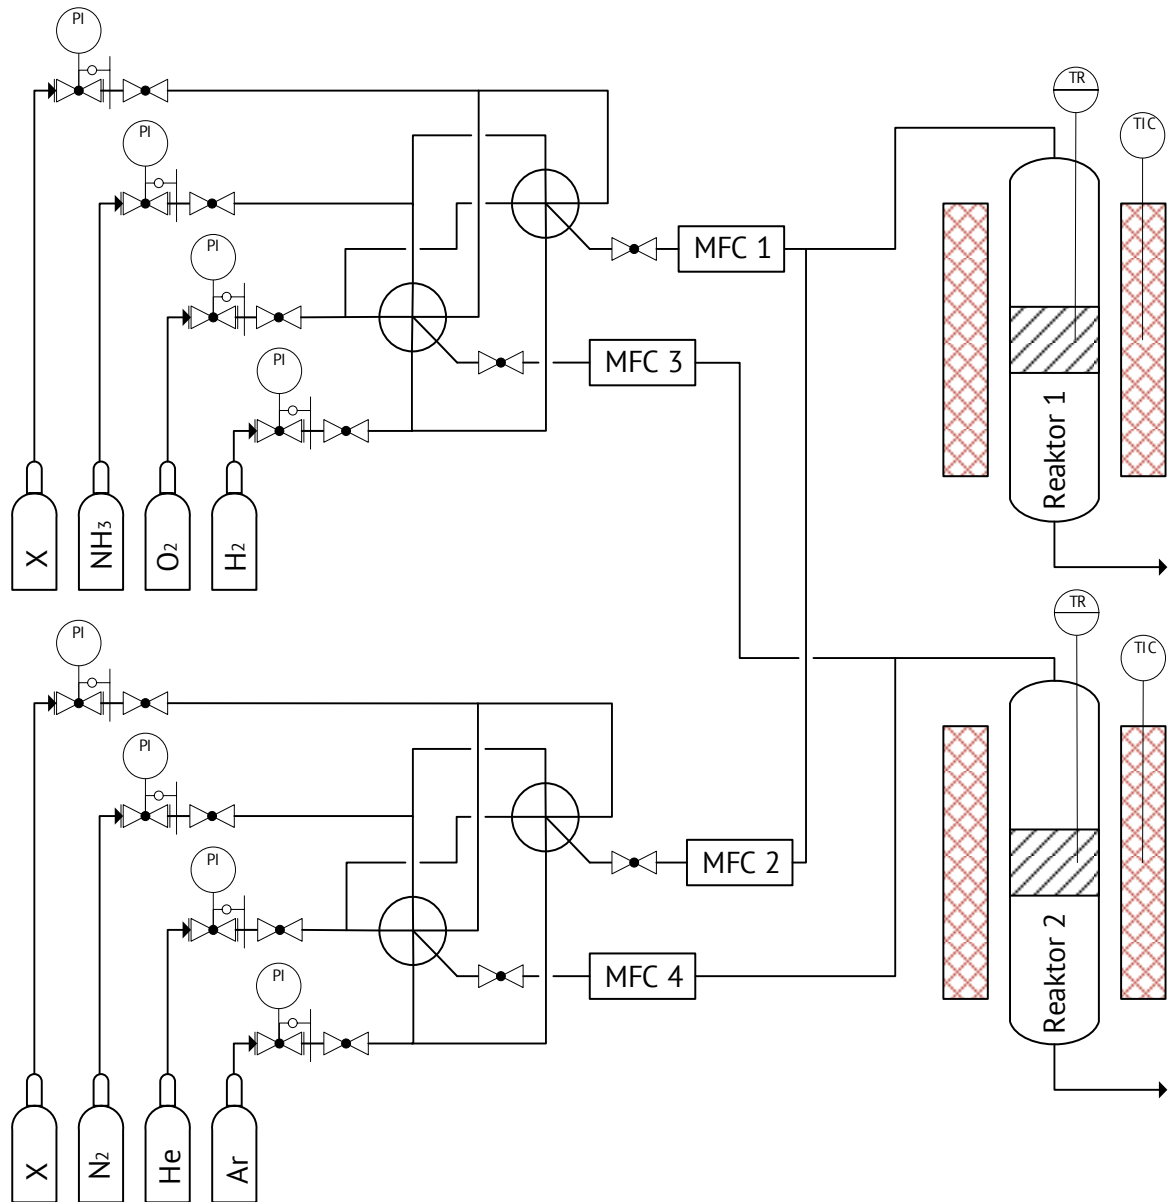 PI
TR
PI
TIC
PI
MFC 1
PI
MFC 3
Reaktor 1
X
NH₃
O₂
H₂
TR
PI
TIC
PI
MFC 2
PI
Reaktor 2
MFC 4
PI
X
N₂
He
Ar